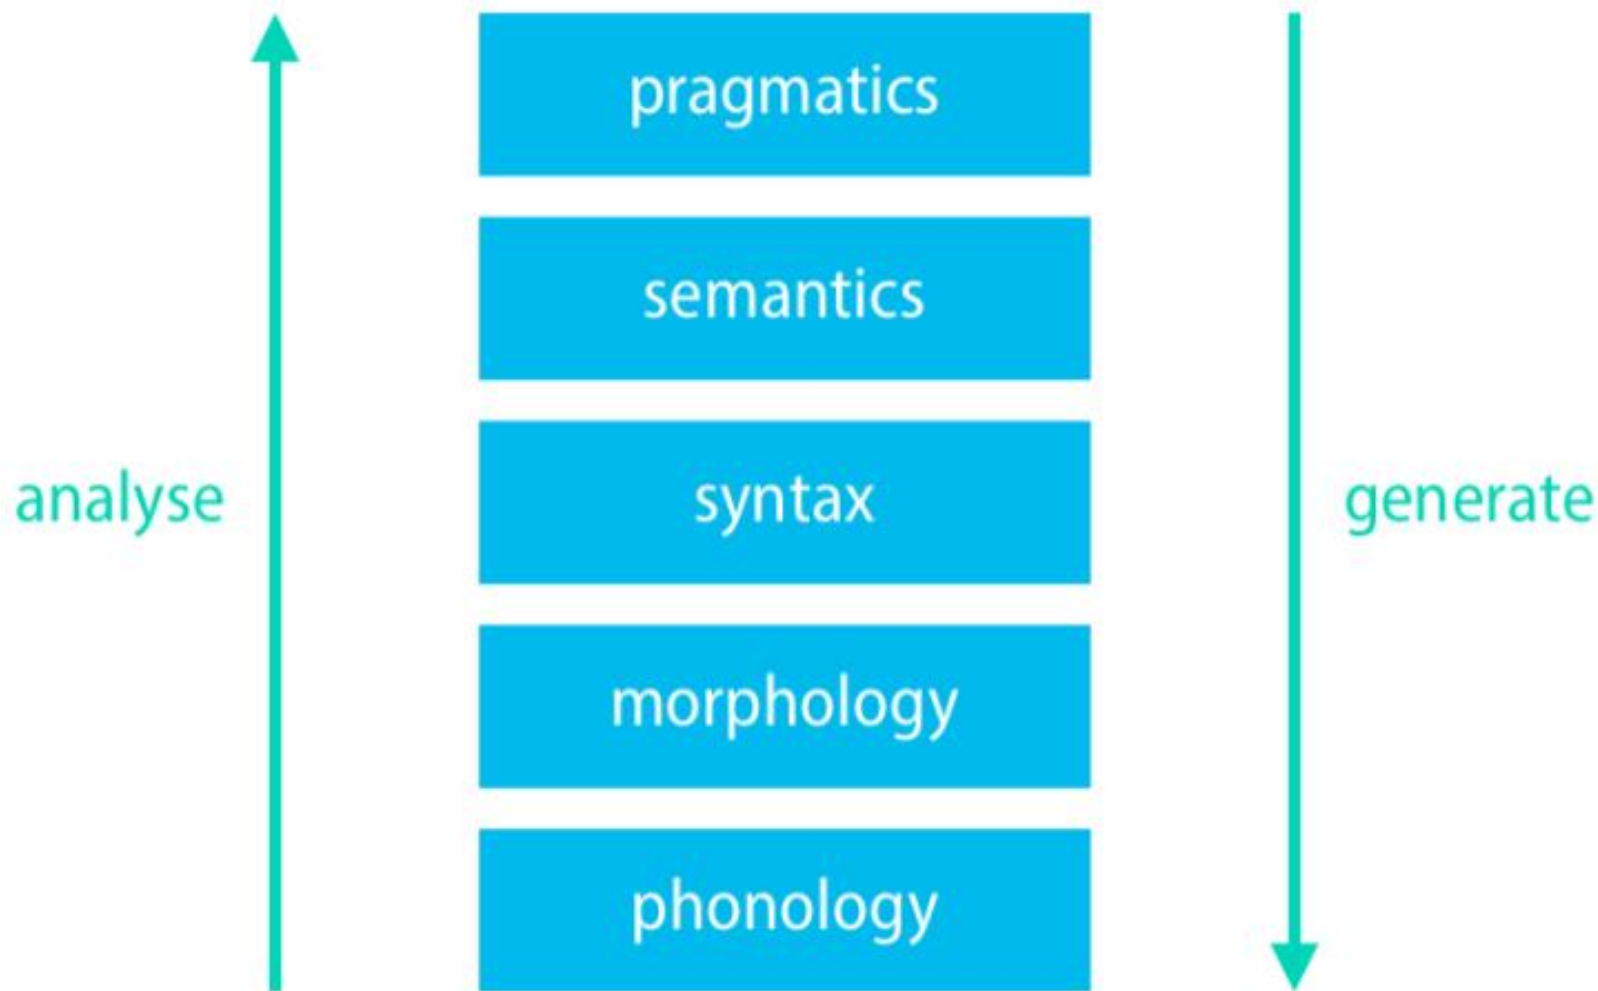 pragmatics
semantics
analyse
syntax
generate
morphology
phonology